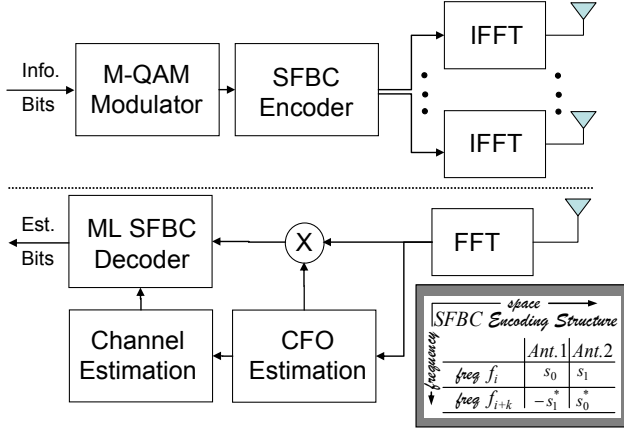 Info.
Bits
M-QAM
Modulator
SFBC
Encoder
IFFT
IFFT
Est.
Bits
ML SFBC
Decoder
X
FFT
Channel
Estimation
CFO
Estimation
space
SFBC Encoding Structure
frequency
Ant.1 Ant.2
freq f_i s_0 s_1
freq f_{i+k} -s_1^* s_0^*